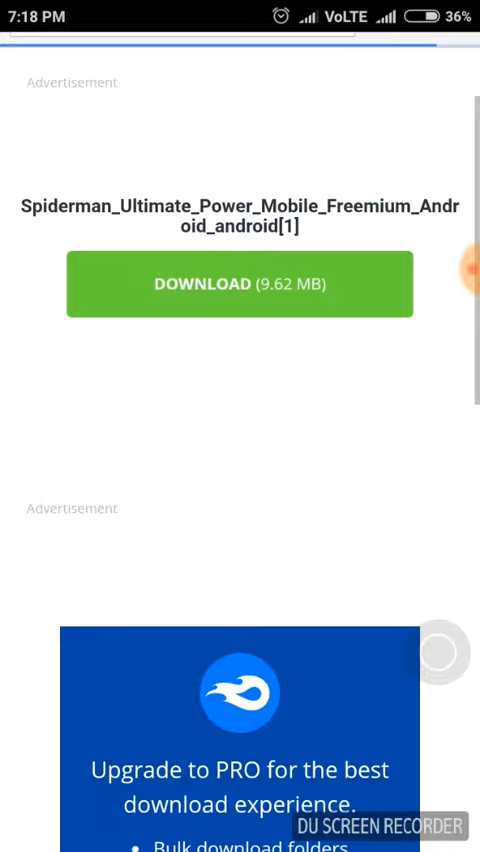 7:18 PM
VoLTE
36%
Advertisement
Spiderman_Ultimate_Power_Mobile_Freemium_Andr
oid_android[1]
DOWNLOAD (9.62 MB)
Advertisement
Upgrade to PRO for the best
download experience.
DU SCREEN RECORDER
• Bulk download folders